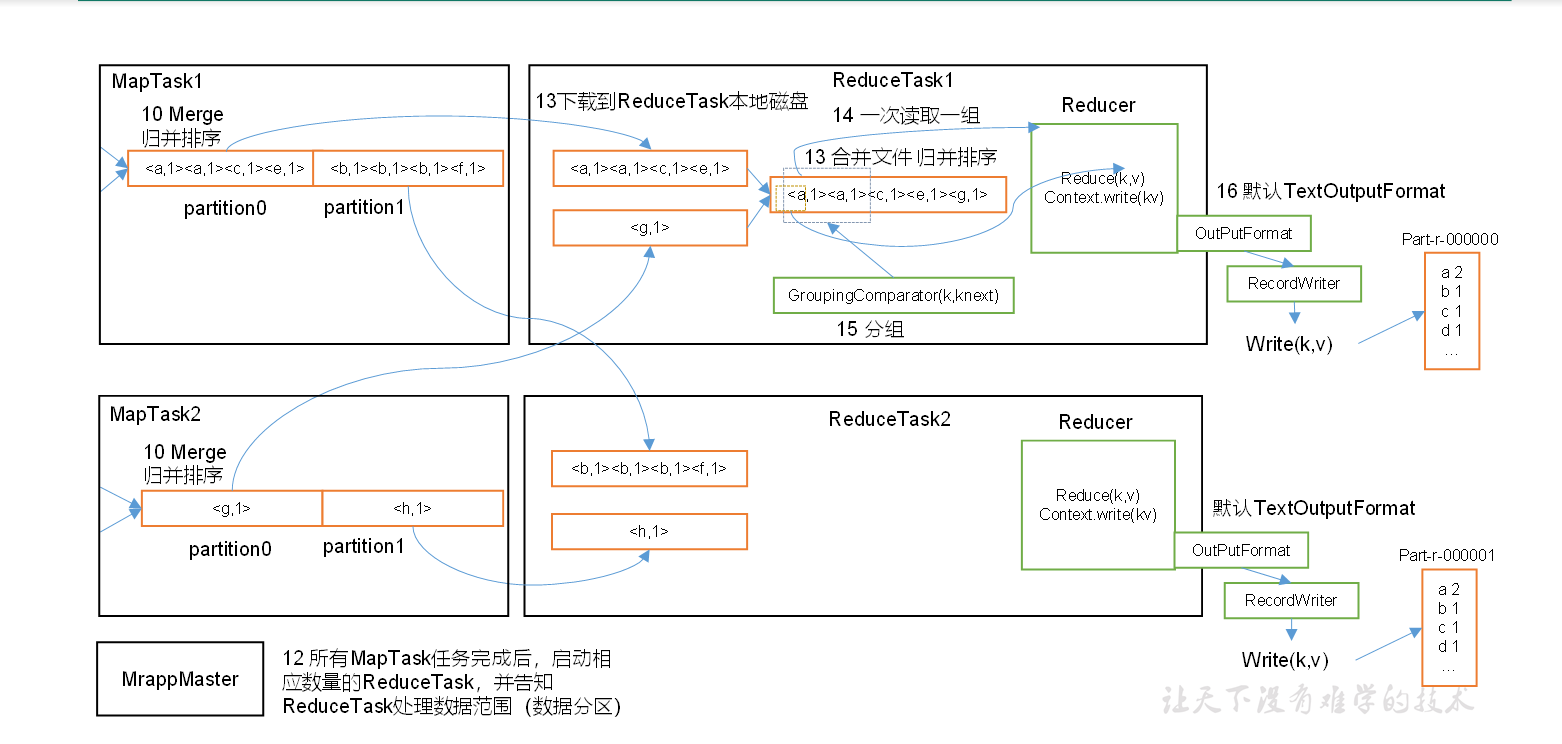 MapTask1
10 Merge
归并排序
<a,1><a,1><c,1><e,1>
<b,1><b,1><b,1><f,1>
partition0
partition1
ReduceTask1
13下载到ReduceTask本地磁盘
14 一次读取一组
Reducer
<a,1><a,1><c,1><e,1>
13 合并文件 归并排序
<a,1><a,1><c,1><e,1><g,1>
<g,1>
Reduce(k,v)
Context.write(kv)
GroupingComparator(k,knext)
15 分组
16 默认TextOutputFormat
OutPutFormat
RecordWriter
Write(k,v)
Part-r-000000
a 2
b 1
c 1
d 1
...
MapTask2
10 Merge
归并排序
<g,1>
<h,1>
partition0
partition1
ReduceTask2
Reducer
<b,1><b,1><b,1><f,1>
<h,1>
Reduce(k,v)
Context.write(kv)
默认TextOutputFormat
OutPutFormat
RecordWriter
Write(k,v)
Part-r-000001
a 2
b 1
c 1
d 1
...
MrappMaster
12 所有MapTask任务完成后，启动相
应数量的ReduceTask，并告知
ReduceTask处理数据范围（数据分区）
让天下没有难学的技术